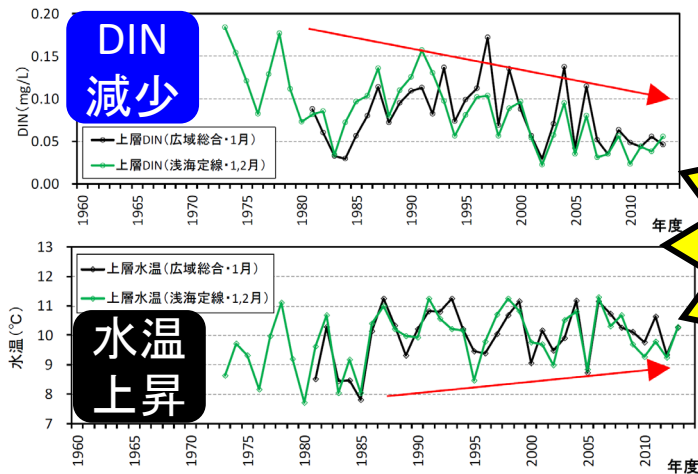 DIN
減少
DIN(mg/L)
0.20
0.15
0.10
0.05
0.00
上層DIN(広域総合・1月)
上層DIN(浅海定線・1,2月)
1960
1965
1970
1975
1980
1985
1990
1995
2000
2005
2010
年度
水温
上昇
水温(℃)
13
12
11
10
9
8
7
上層水温(広域総合・1月)
上層水温(浅海定線・1,2月)
1960
1965
1970
1975
1980
1985
1990
1995
2000
2005
2010
年度